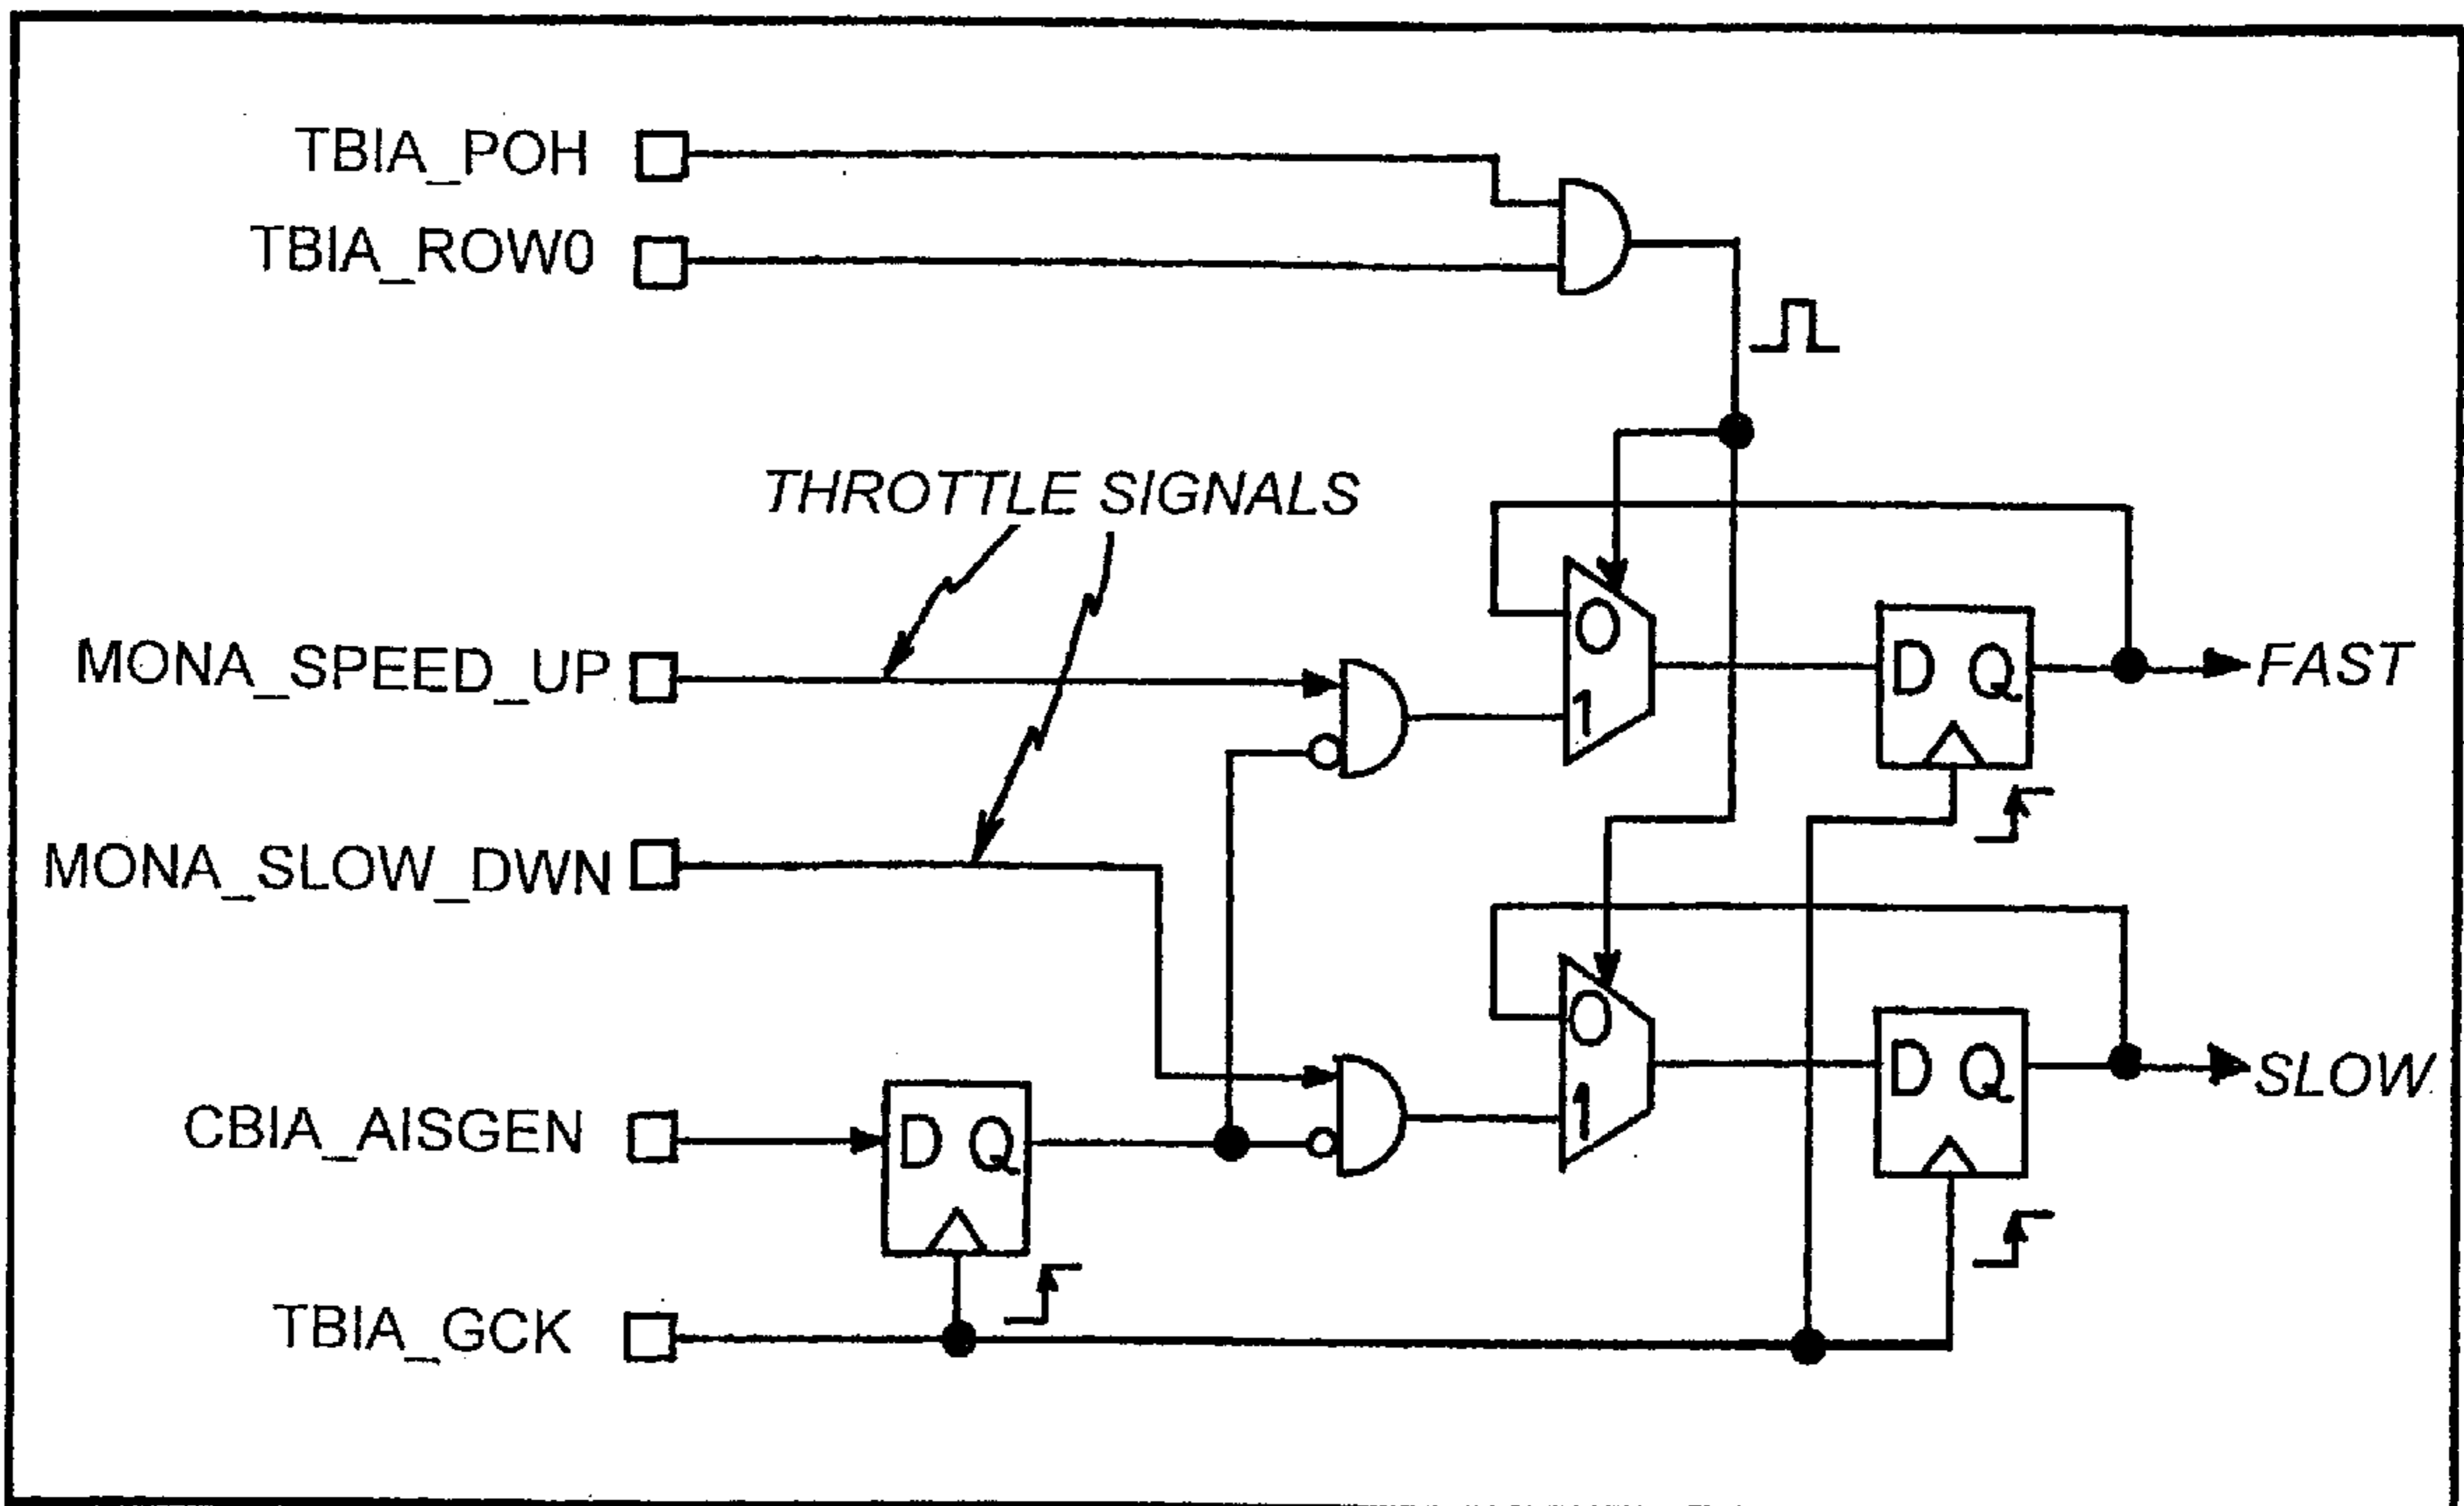 TBIA_POH
TBIA_ROW0
THROTTLE SIGNALS
MONA_SPEED_UP
0
1
D Q
FAST
MONA_SLOW_DWN
0
1
D Q
SLOW
CBIA_AISGEN
D Q
TBIA_GCK